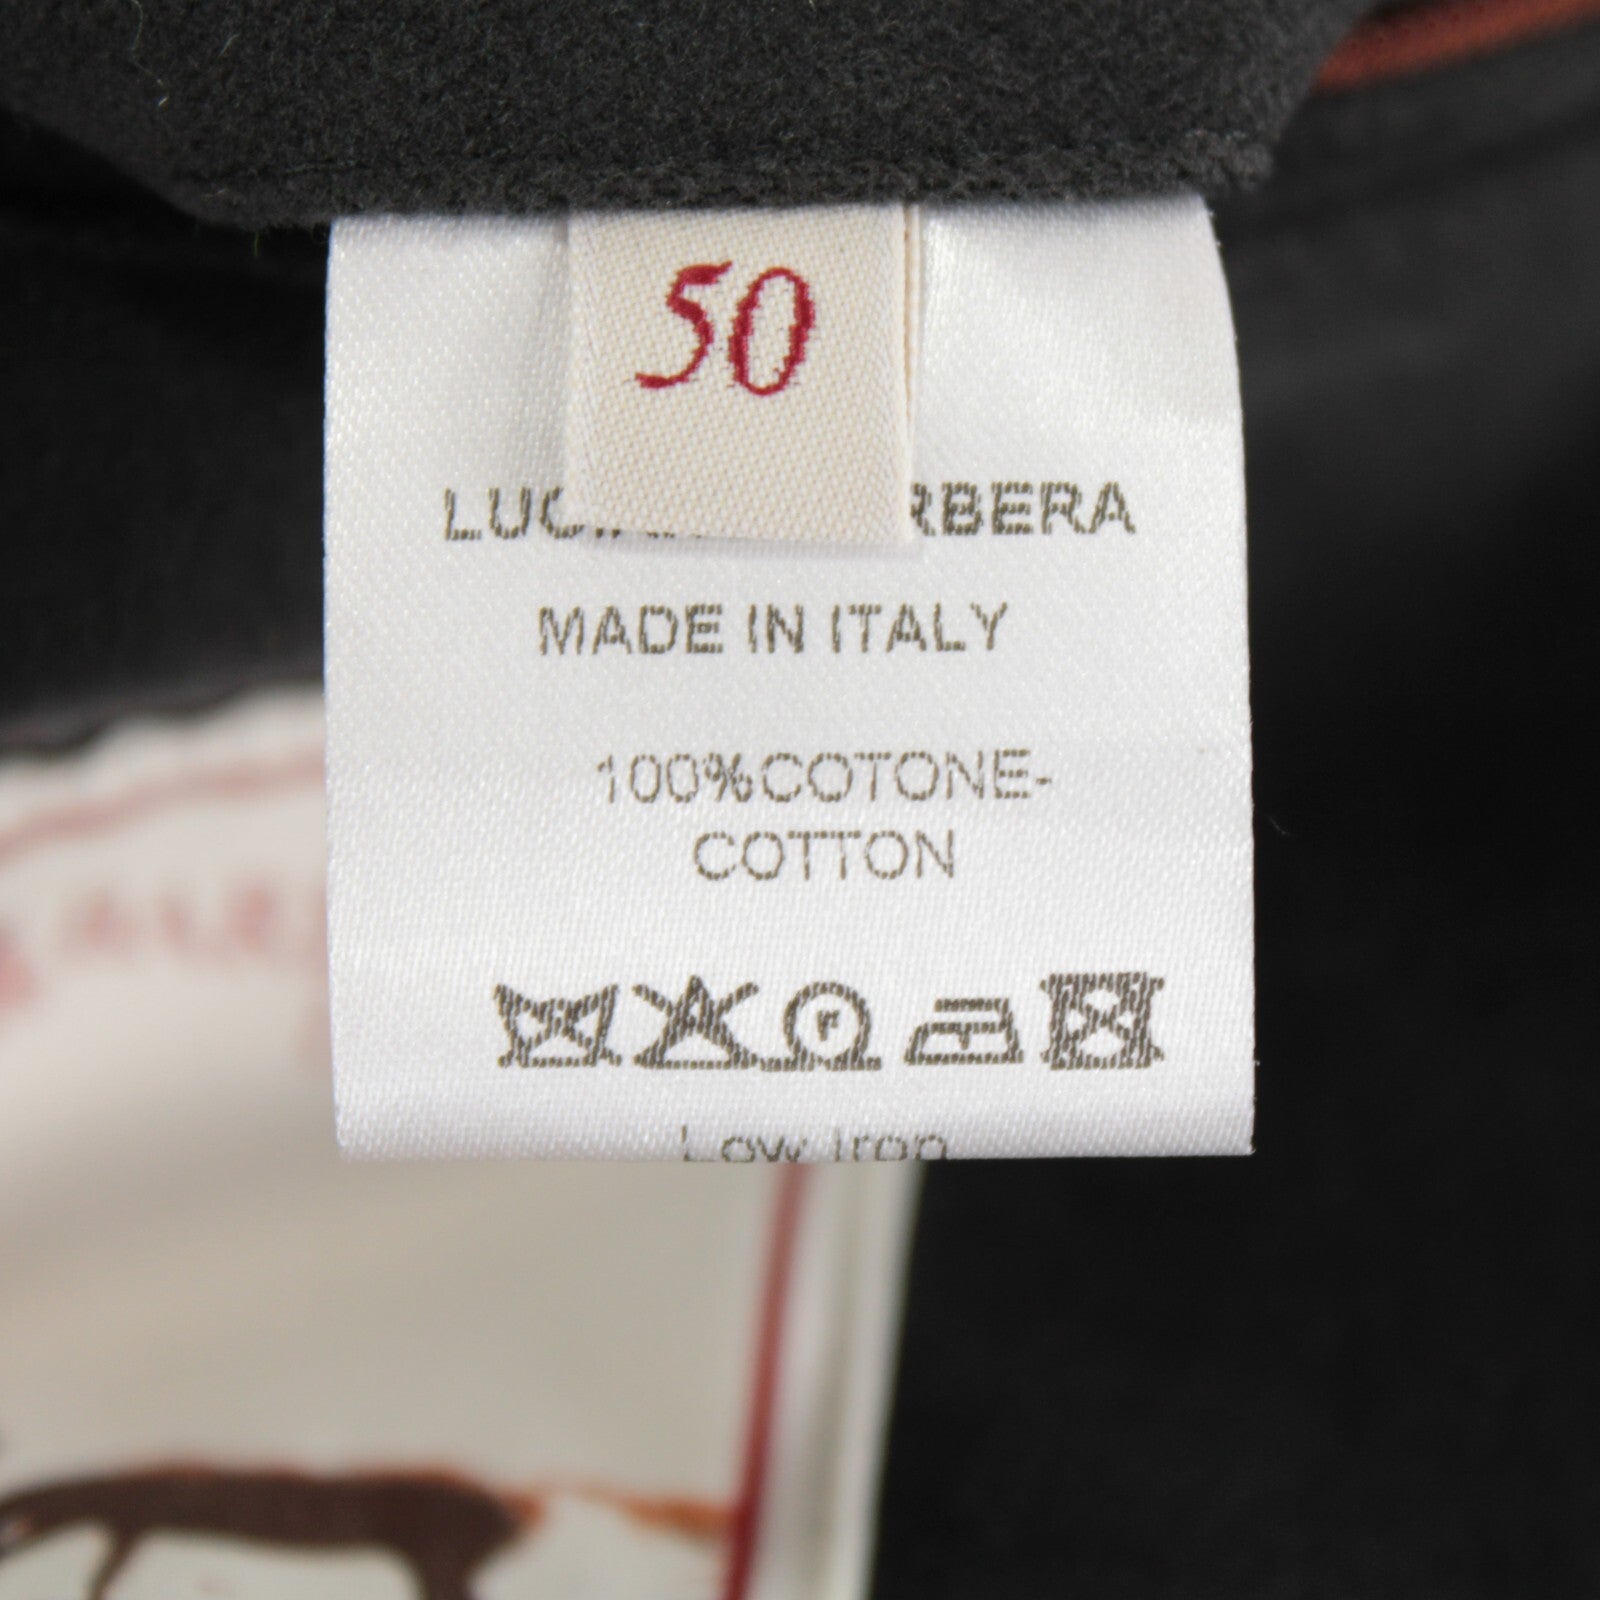 50
MADE IN ITALY
100%COTONE-
COTTON
F
Low Iron